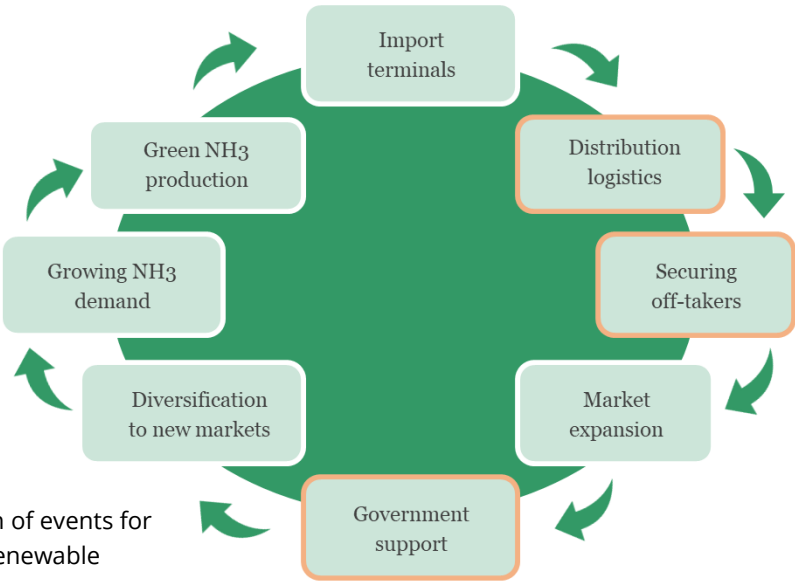 Import
terminals
Distribution
logistics
Securing
off-takers
Market
expansion
Government
support
Diversification
to new markets
Growing NH3
demand
Green NH3
production
of events for
enewable